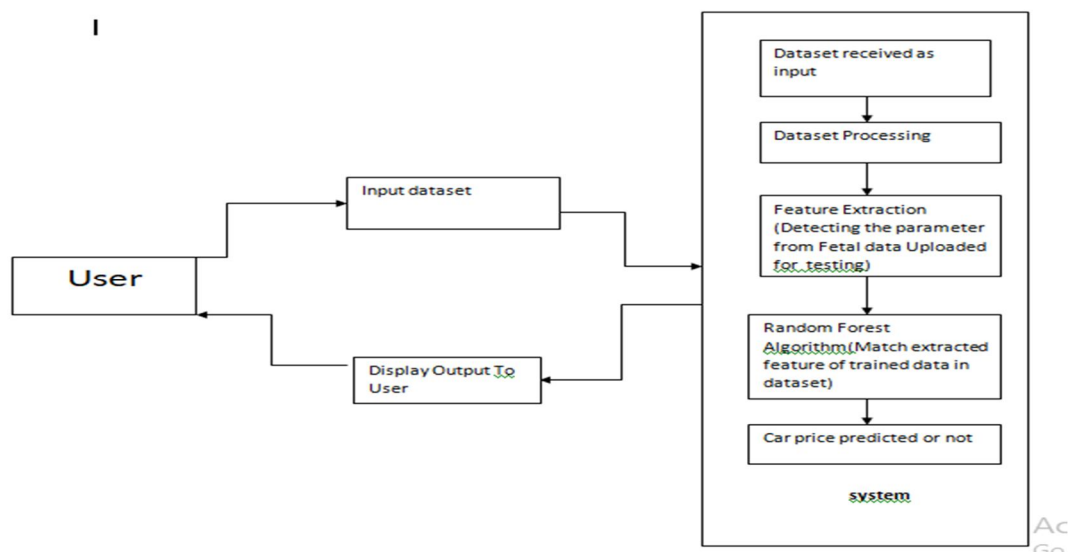 I
User
Input dataset
Display Output To
User
Dataset received as
input
Dataset Processing
Feature Extraction
(Detecting the parameter
from Fetal data Uploaded
for testing)
Random Forest
Algorithm(Match extracted
feature of trained data in
dataset)
Car price predicted or not
system